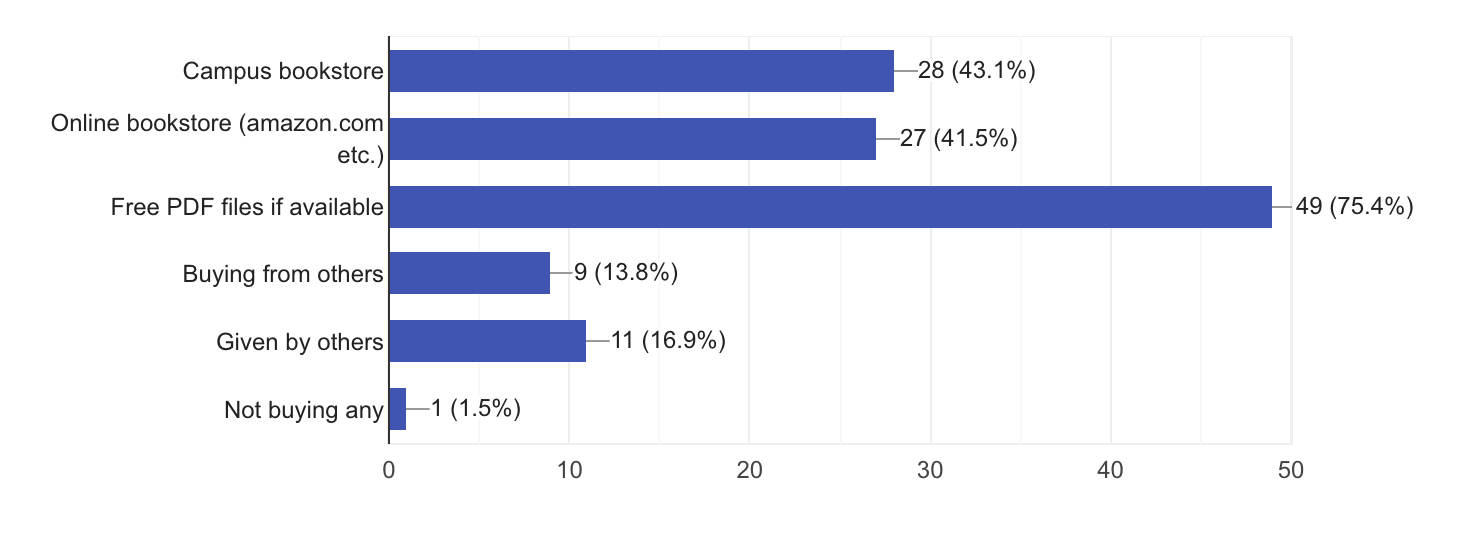 Campus bookstore
28 (43.1%)
Online bookstore (amazon.com
etc.)
27 (41.5%)
Free PDF files if available
49 (75.4%)
Buying from others
9 (13.8%)
Given by others
11 (16.9%)
Not buying any
1 (1.5%)
0 10 20 30 40 50